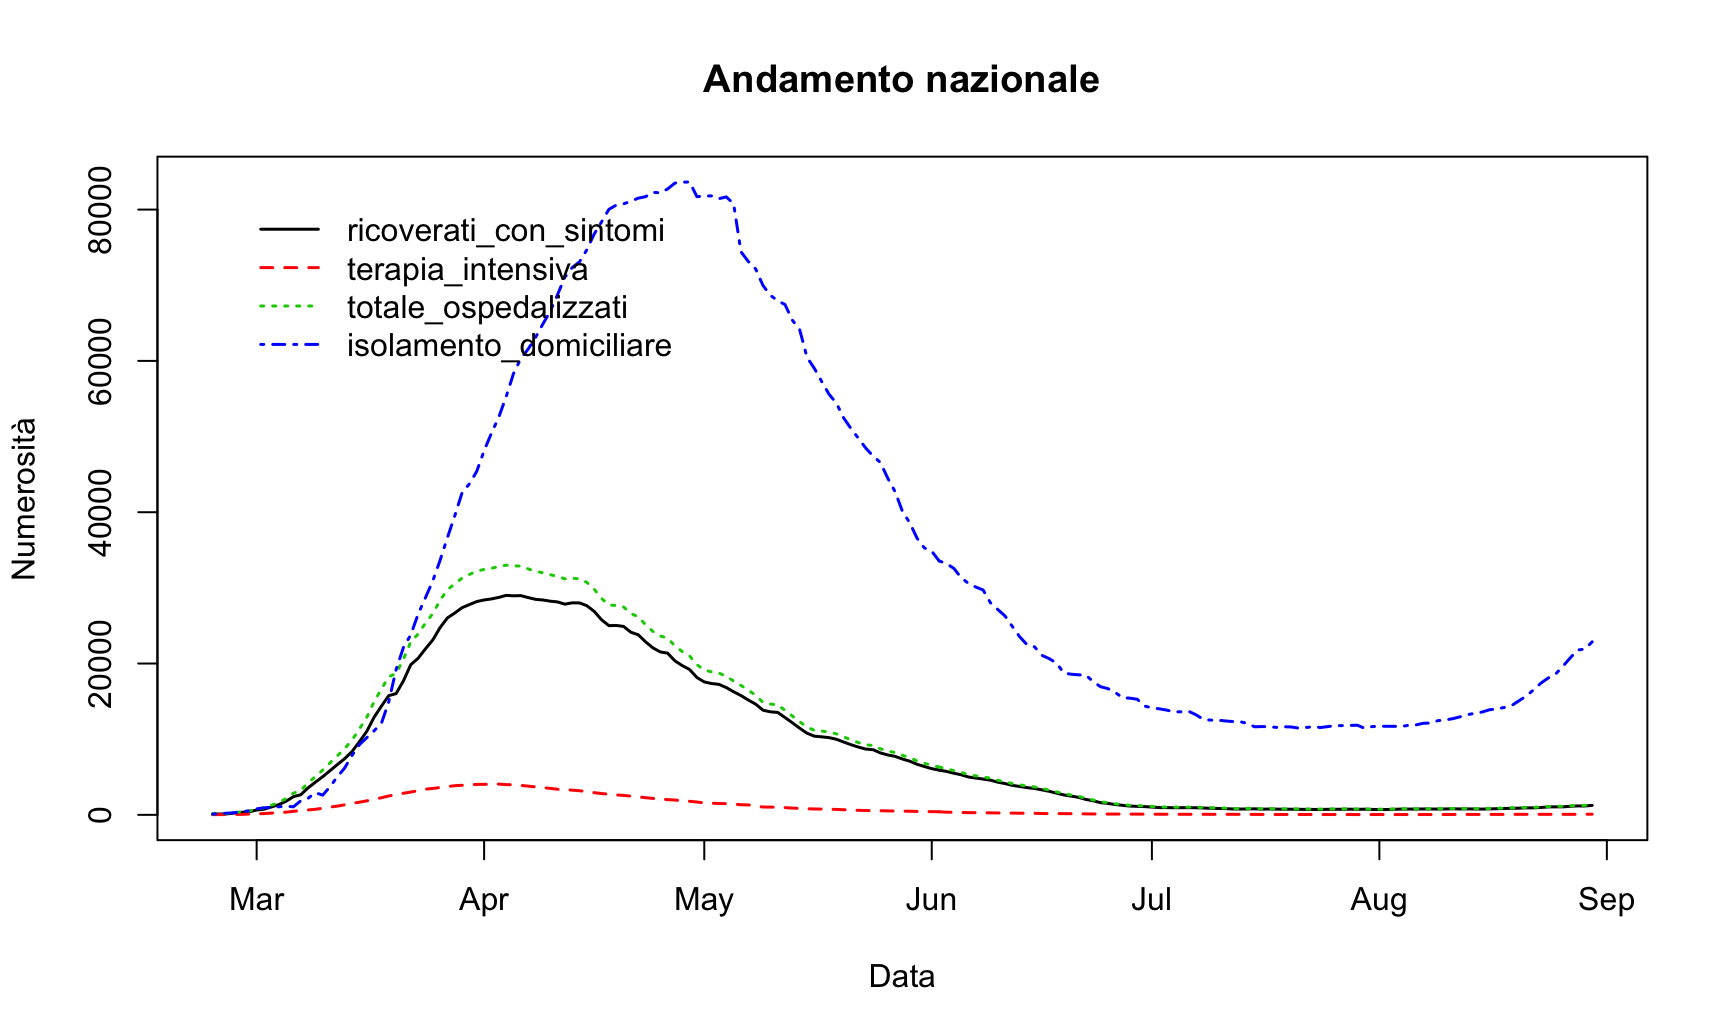 Andamento nazionale
80000
60000
40000
20000
0
Numerosità
ricoverati_con_sintomi
terapia_intensiva
totale_ospedalizzati
isolamento_domiciliare
Mar Apr May Jun Jul Aug Sep
Data